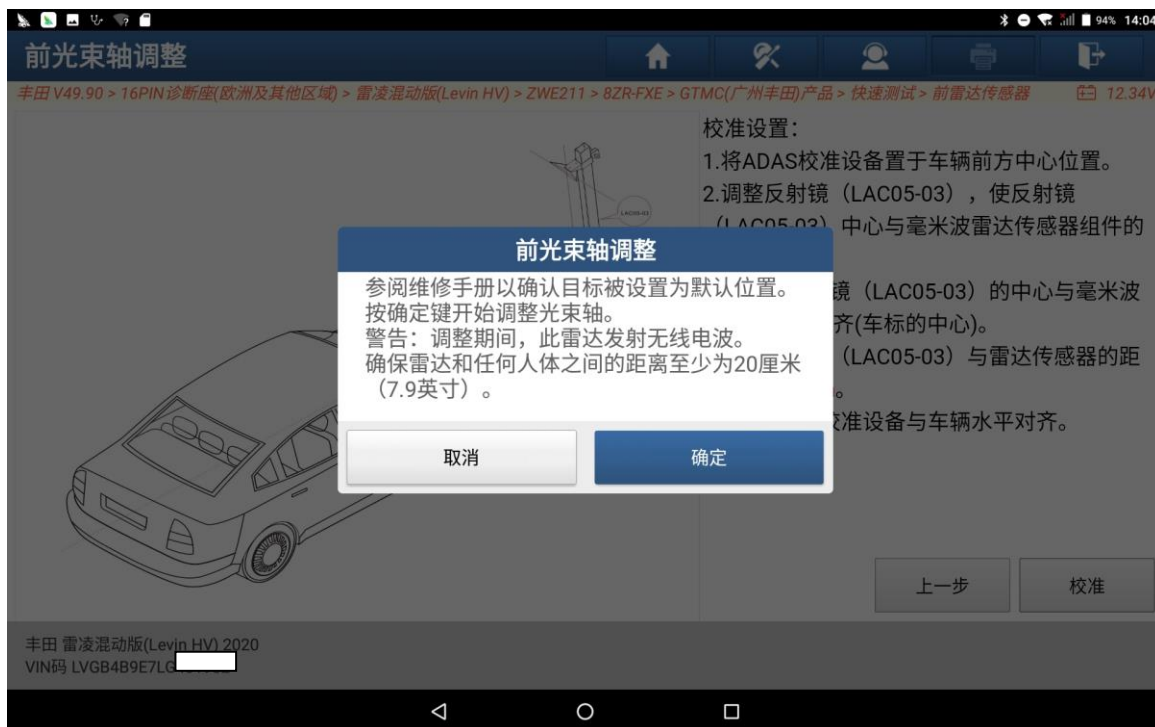 94% 14:04
前光束轴调整
丰田 V49.90 > 16PIN诊断座(欧洲及其他区域) > 雷凌混动版(Levin HV) > ZWE211 > 8ZR-FXE > GTMC(广州丰田)产品 > 快速测试 > 前雷达传感器
12.34V
校准设置：
1.将ADAS校准设备置于车辆前方中心位置。
2.调整反射镜（LAC05-03），使反射镜
（LAC05-03）中心与毫米波雷达传感器组件的
镜（LAC05-03）的中心与毫米波
齐(车标的中心)。
（LAC05-03）与雷达传感器的距
。
校准设备与车辆水平对齐。
LAC05-03
前光束轴调整
参阅维修手册以确认目标被设置为默认位置。
按确定键开始调整光束轴。
警告：调整期间，此雷达发射无线电波。
确保雷达和任何人体之间的距离至少为20厘米
（7.9英寸）。
取消
确定
上一步
校准
丰田 雷凌混动版(Levin HV) 2020
VIN码 LVGB4B9E7LG